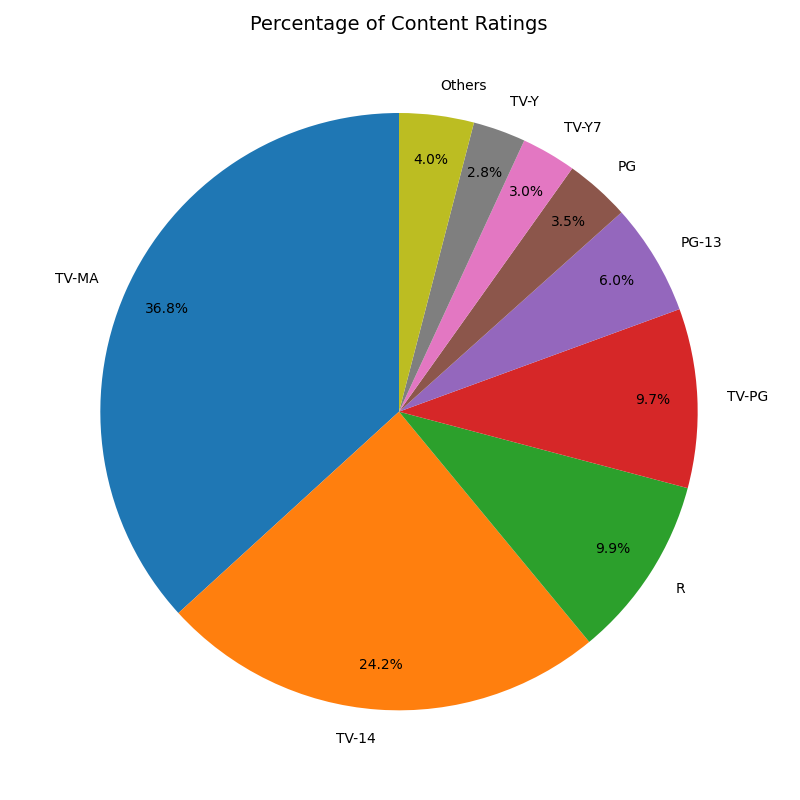 Percentage of Content Ratings
Others
TV-Y
TV-Y7
PG
PG-13
TV-PG
R
TV-14
TV-MA
4.0%
2.8%
3.0%
3.5%
6.0%
9.7%
9.9%
24.2%
36.8%